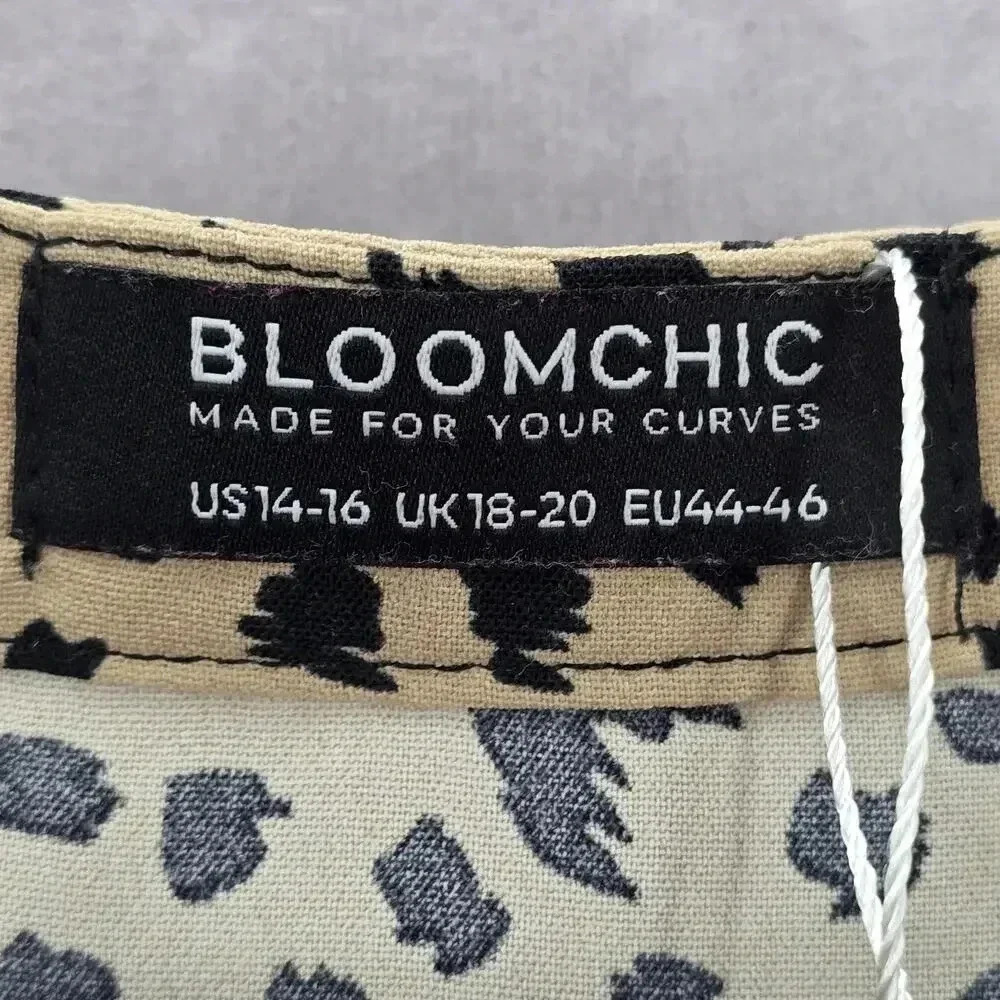 BLOOMCHIC
MADE FOR YOUR CURVES
US14-16 UK18-20 EU44-46